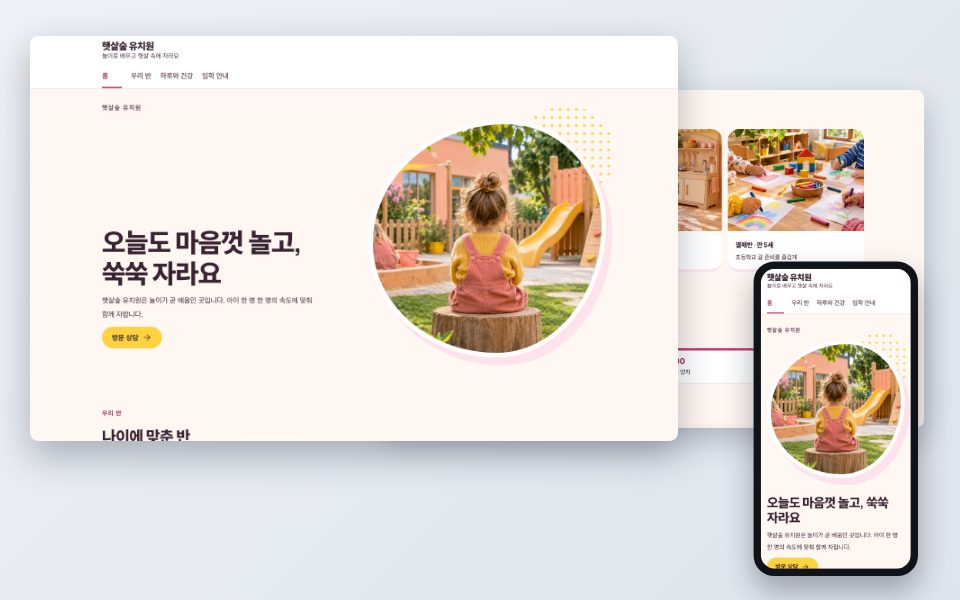 햇살숲 유치원
놀이로 배우고 햇살 속에 자라요
홈 우리 반 하루와 건강 입학 안내
햇살숲 유치원
오늘도 마음껏 놀고,
쑥쑥 자라요
햇살숲 유치원은 놀이가 곧 배움인 곳입니다. 아이 한 명 한 명의 속도에 맞춰
함께 자랍니다.
방문 상담 →
우리 반
나이에 맞춘 반
열매반 · 만 5세
초등학교 갈 준비를 즐겁게
00
양치
햇살숲 유치원
놀이로 배우고 햇살 속에 자라요
홈 우리 반 하루와 건강 입학 안내
햇살숲 유치원
오늘도 마음껏 놀고, 쑥쑥
자라요
햇살숲 유치원은 놀이가 곧 배움인 곳입니다. 아이 한 명
한 명의 속도에 맞춰 함께 자랍니다.
방문 상담 →